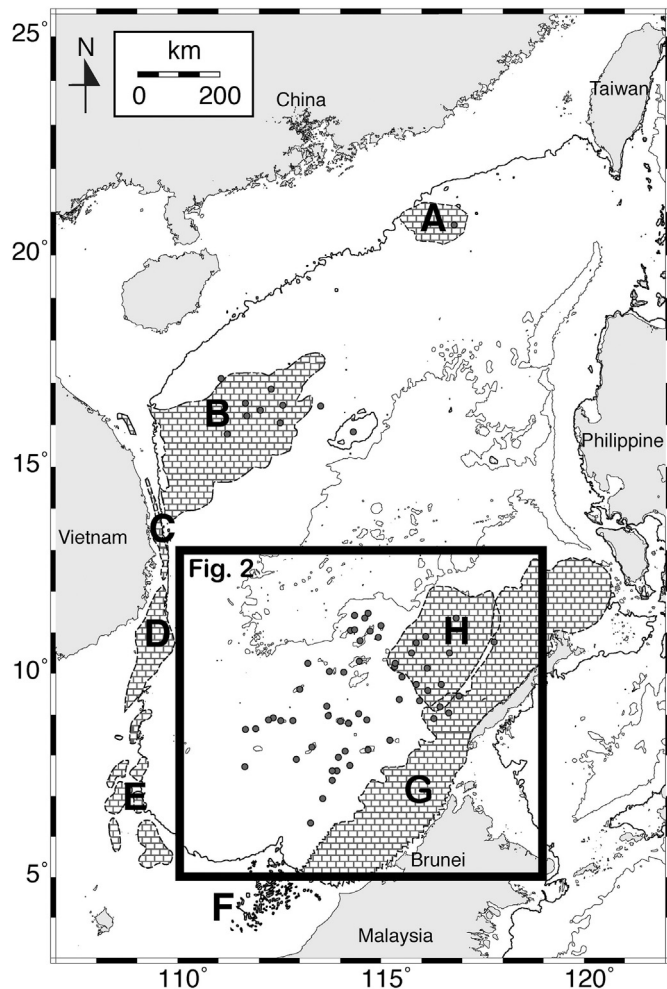 25°
N
km
0 200
China
Taiwan
A
20°
B
15°
Philippine
C
Vietnam
Fig. 2
D
H
10°
E
G
Brunei
5°
F
Malaysia
110° 115° 120°